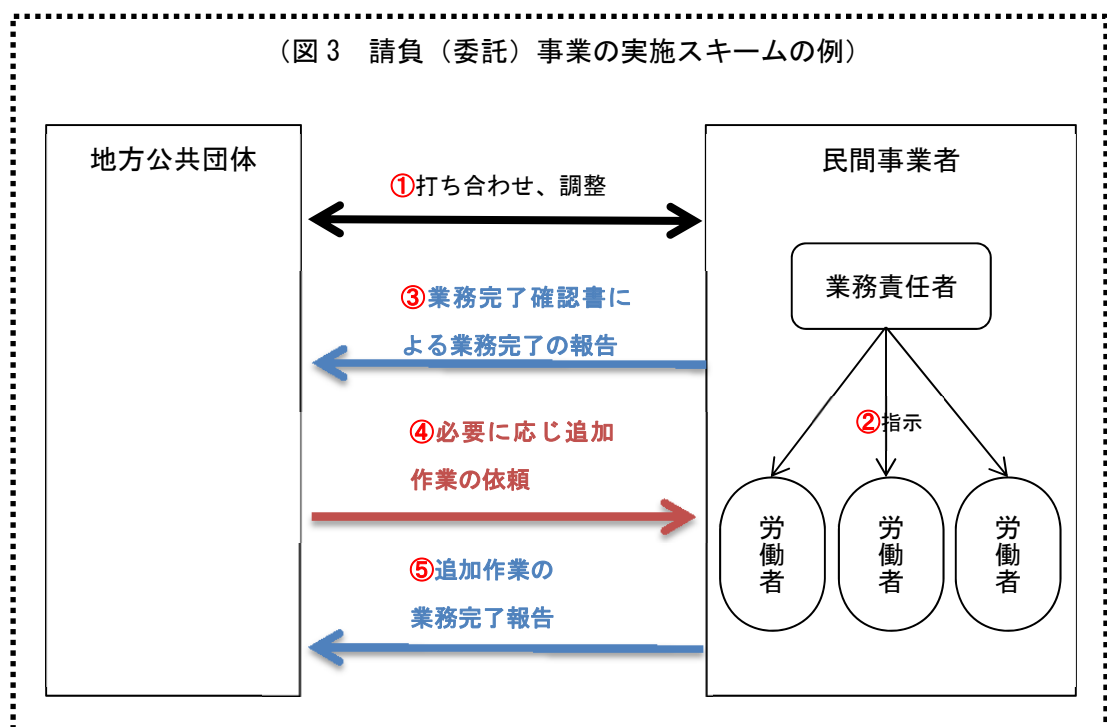 (図3 請負(委託)事業の実施スキームの例)
地方公共団体
民間事業者
①打ち合わせ、調整
業務責任者
②指示
労働者
労働者
労働者
③業務完了確認書に
よる業務完了の報告
④必要に応じ追加
作業の依頼
⑤追加作業の
業務完了報告